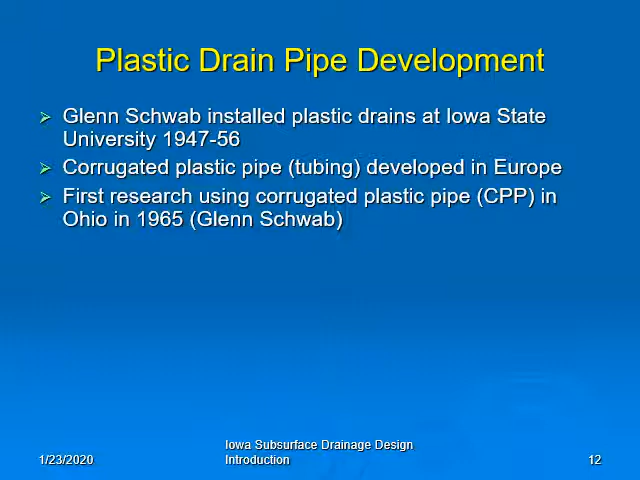 Plastic Drain Pipe Development
Glenn Schwab installed plastic drains at Iowa State
University 1947-56
Corrugated plastic pipe (tubing) developed in Europe
First research using corrugated plastic pipe (CPP) in
Ohio in 1965 (Glenn Schwab)
1/23/2020
Iowa Subsurface Drainage Design
Introduction
12